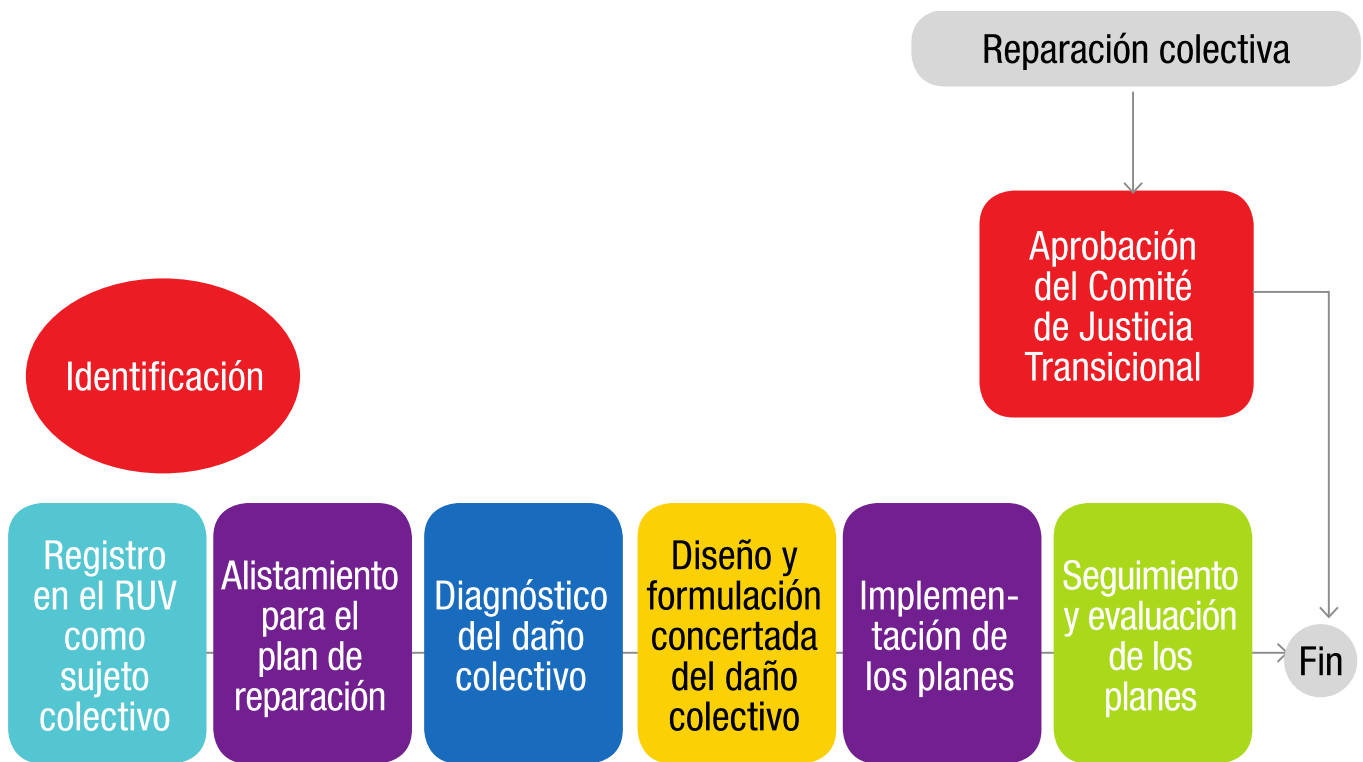 Reparación colectiva
Aprobación
del Comité
de Justicia
Transicional
Identificación
Registro
en el RUV
como
sujeto
colectivo
Alistamiento
para el
plan de
reparación
Diagnóstico
del daño
colectivo
Diseño y
formulación
concertada
del daño
colectivo
Implemen-
tación de
los planes
Seguimiento
y evaluación
de los
planes
Fin